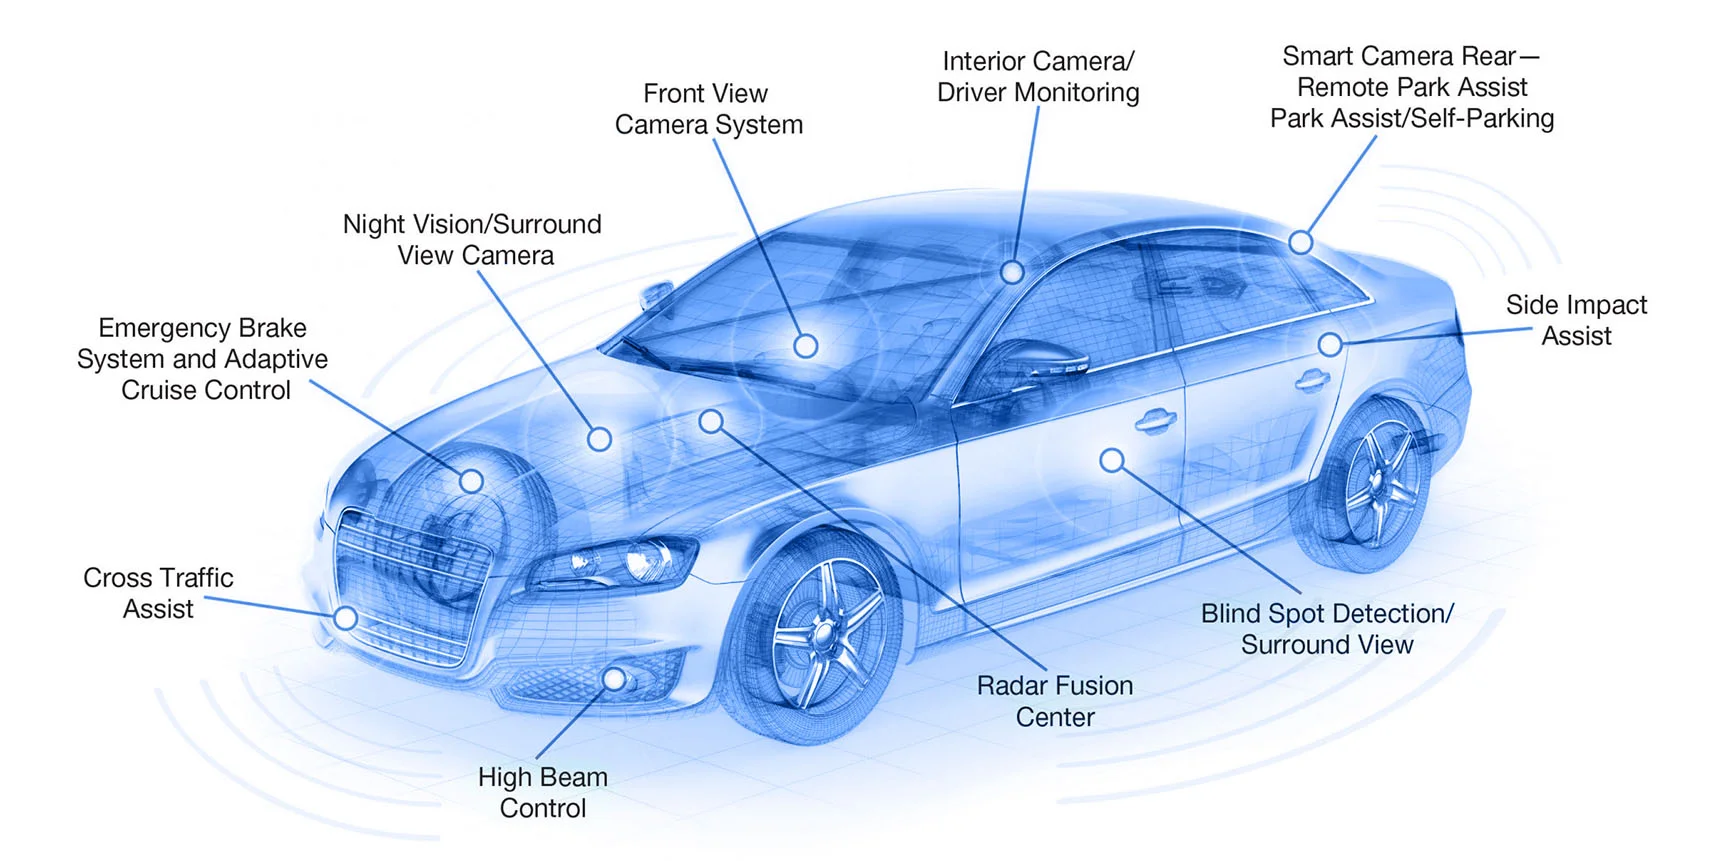 Interior Camera/
Driver Monitoring
Smart Camera Rear—
Remote Park Assist
Park Assist/Self-Parking
Front View
Camera System
Night Vision/Surround
View Camera
Side Impact
Assist
Emergency Brake
System and Adaptive
Cruise Control
Cross Traffic
Assist
Blind Spot Detection/
Surround View
Radar Fusion
Center
High Beam
Control